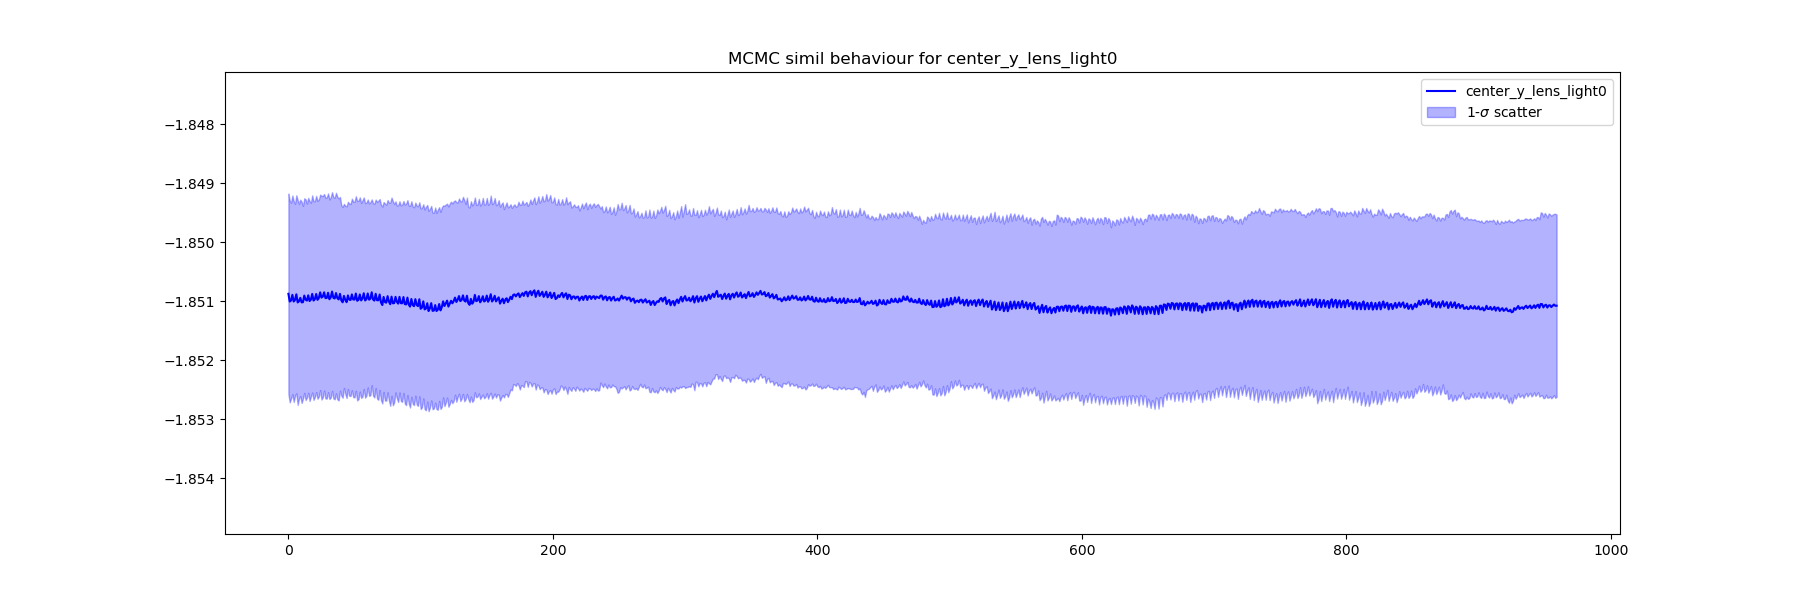 MCMC simil behaviour for center_y_lens_light0
center_y_lens_light0
1-σ scatter
−1.848
−1.849
−1.850
−1.851
−1.852
−1.853
−1.854
0 200 400 600 800 1000